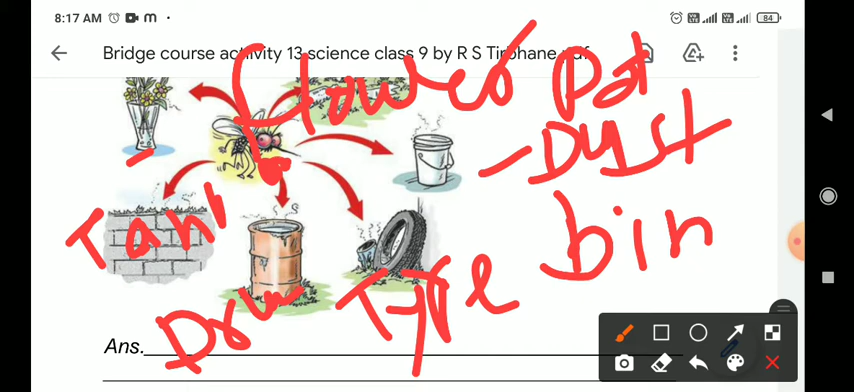 8:17 AM
84
Bridge course activity 13 science class 9 by R S Tirphane.pdf
flower Pot
- Dust
bin
Tank
Drum
Tyre
Ans.